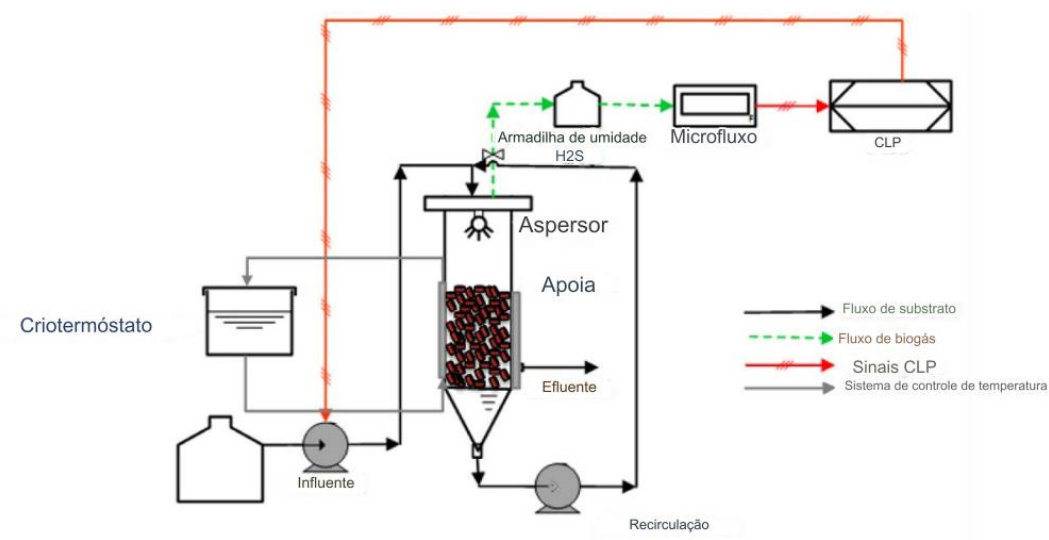 Armadilha de umidade
H2S
Microfluxo
CLP
Aspersor
Apoia
Criotermóstato
Efluente
Influente
Recirculação
Fluxo de substrato
Fluxo de biogás
Sinais CLP
Sistema de controle de temperatura